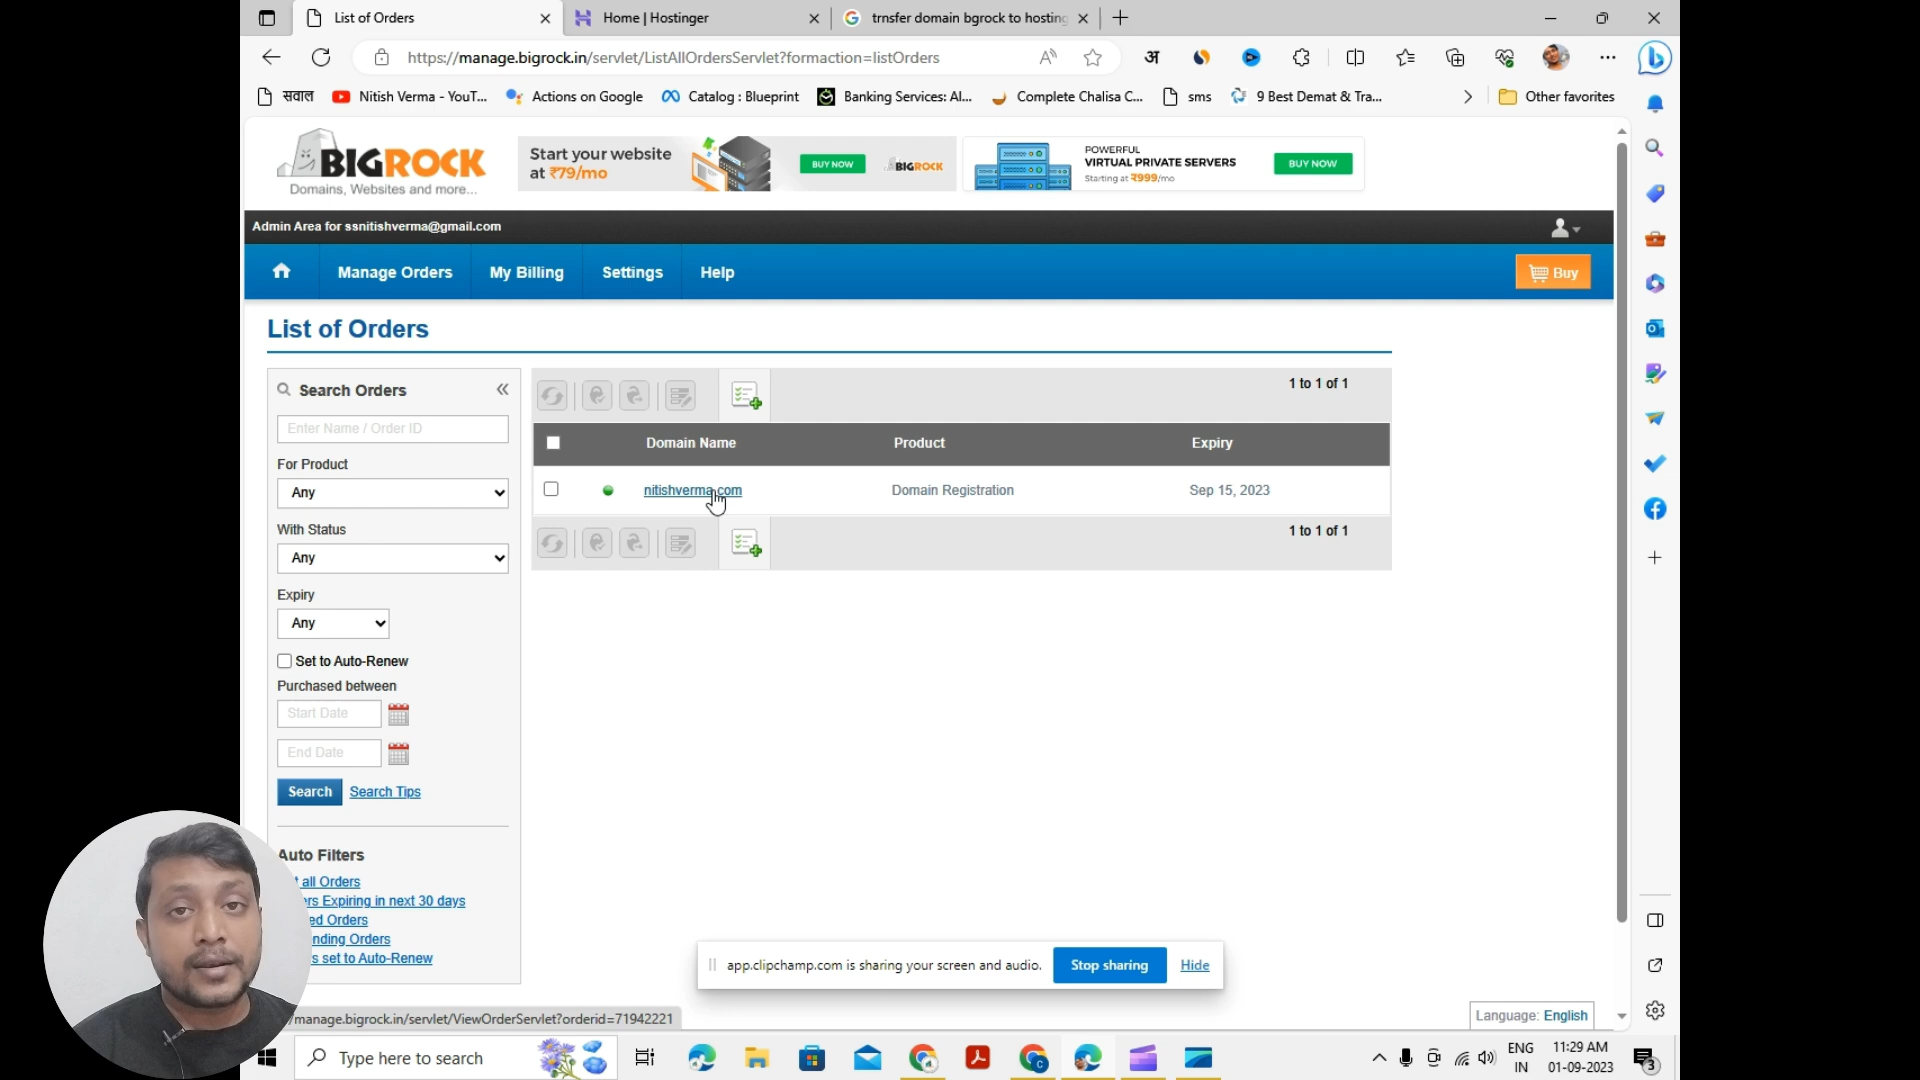 List of Orders
Home | Hostinger
trnsfer domain bgrock to hosting
https://manage.bigrock.in/servlet/ListAllOrdersServlet?formaction=listOrders
अ
सवाल
Nitish Verma - YouT...
Actions on Google
Catalog : Blueprint
Banking Services: Al...
Complete Chalisa C...
sms
9 Best Demat & Tra...
Other favorites
BIGROCK
Domains, Websites and more...
Start your website
at ₹79/mo
BUY NOW
BIGROCK
POWERFUL
VIRTUAL PRIVATE SERVERS
Starting at ₹999/mo
BUY NOW
Admin Area for ssnitishverma@gmail.com
Manage Orders
My Billing
Settings
Help
Buy
List of Orders
Search Orders
Enter Name / Order ID
For Product
Any
With Status
Any
Expiry
Any
Set to Auto-Renew
Purchased between
Start Date
End Date
Search
Search Tips
Auto Filters
t all Orders
rs Expiring in next 30 days
ed Orders
nding Orders
s set to Auto-Renew
1 to 1 of 1
Domain Name
Product
Expiry
nitishverma.com
Domain Registration
Sep 15, 2023
1 to 1 of 1
app.clipchamp.com is sharing your screen and audio.
Stop sharing
Hide
/manage.bigrock.in/servlet/ViewOrderServlet?orderid=71942221
Language: English
Type here to search
ENG
IN
11:29 AM
01-09-2023
3